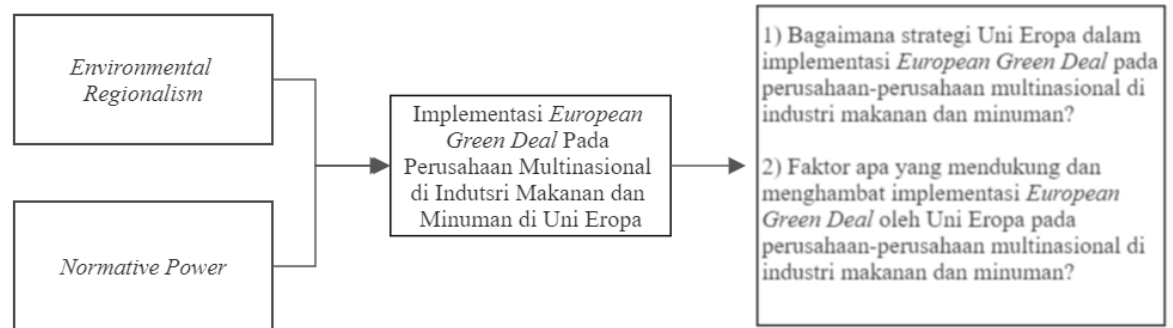 Environmental
Regionalism
Normative Power
Implementasi European
Green Deal Pada
Perusahaan Multinasional
di Indutsri Makanan dan
Minuman di Uni Eropa
1) Bagaimana strategi Uni Eropa dalam
implementasi European Green Deal pada
perusahaan-perusahaan multinasional di
industri makanan dan minuman?
2) Faktor apa yang mendukung dan
menghambat implementasi European
Green Deal oleh Uni Eropa pada
perusahaan-perusahaan multinasional di
industri makanan dan minuman?